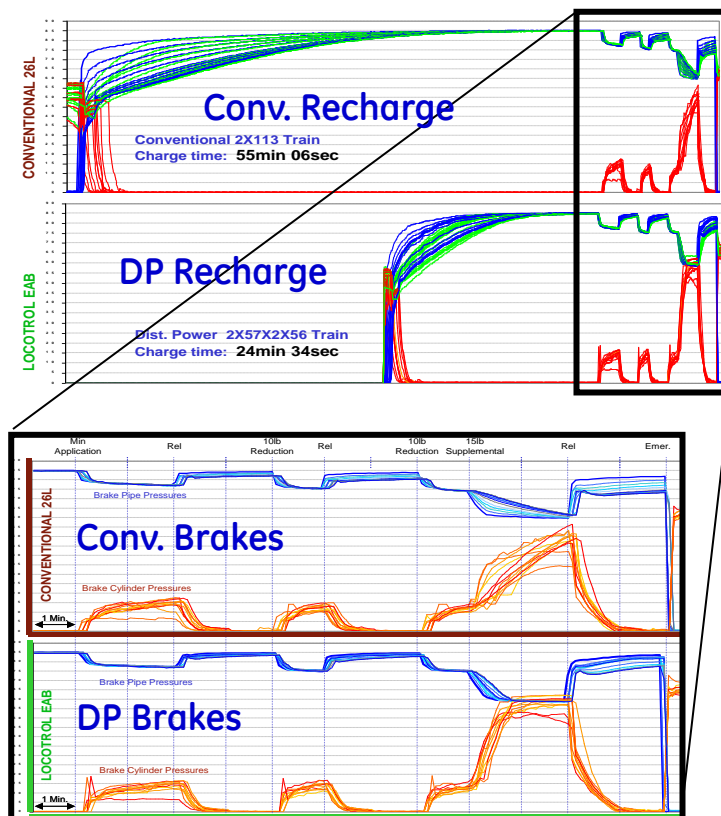 CONVENTIONAL 26L
Conv. Recharge
Conventional 2X113 Train
Charge time: 55min 06sec
LOCOTROL EAB
DP Recharge
Dist. Power 2X57X2X56 Train
Charge time: 24min 34sec
Min
Application
Rel
10lb
Reduction
Rel
10lb
Reduction
15lb
Supplemental
Rel
Emer.
CONVENTIONAL 26L
Brake Pipe Pressures
Conv. Brakes
Brake Cylinder Pressures
1 Min.
LOCOTROL EAB
Brake Pipe Pressures
DP Brakes
Brake Cylinder Pressures
1 Min.